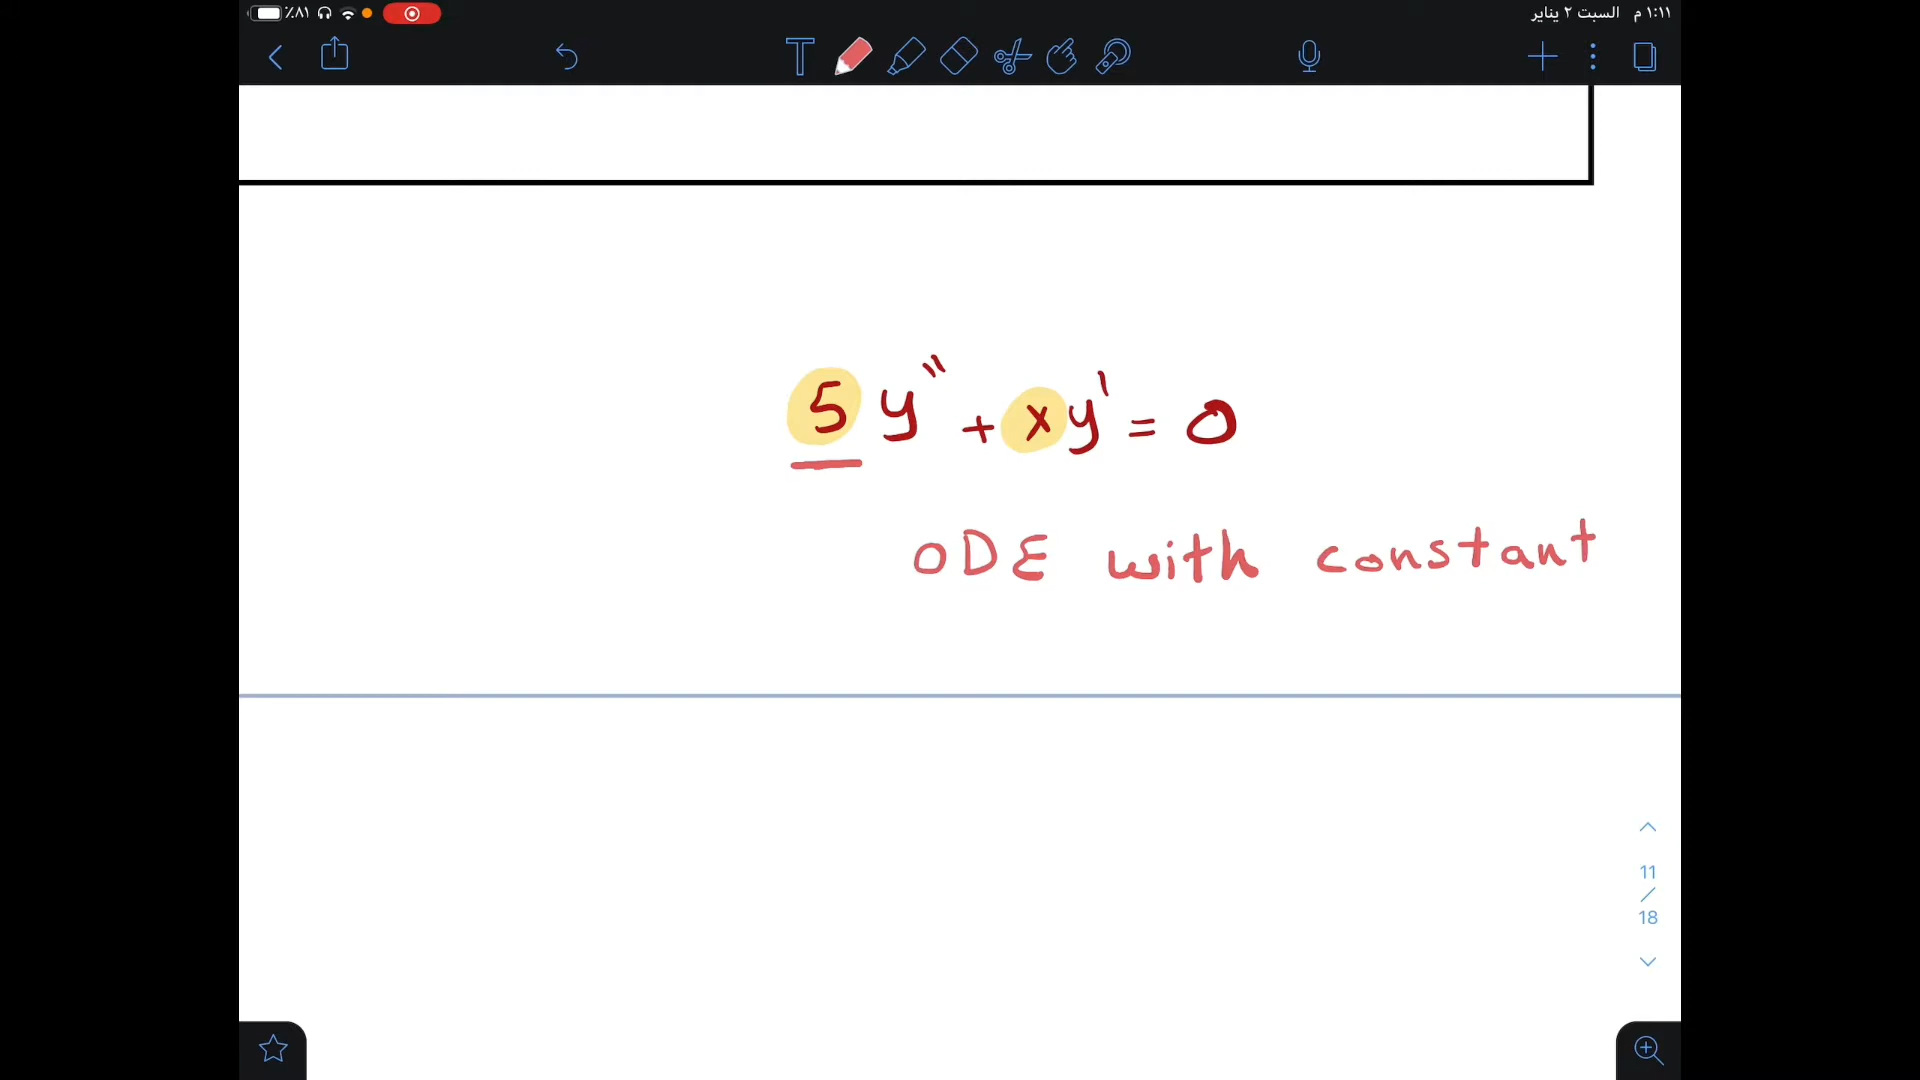 ٪٨١
١:١١ م السبت ٢ يناير
T
5y" + xy' = 0
ODE with constant
11
/
18